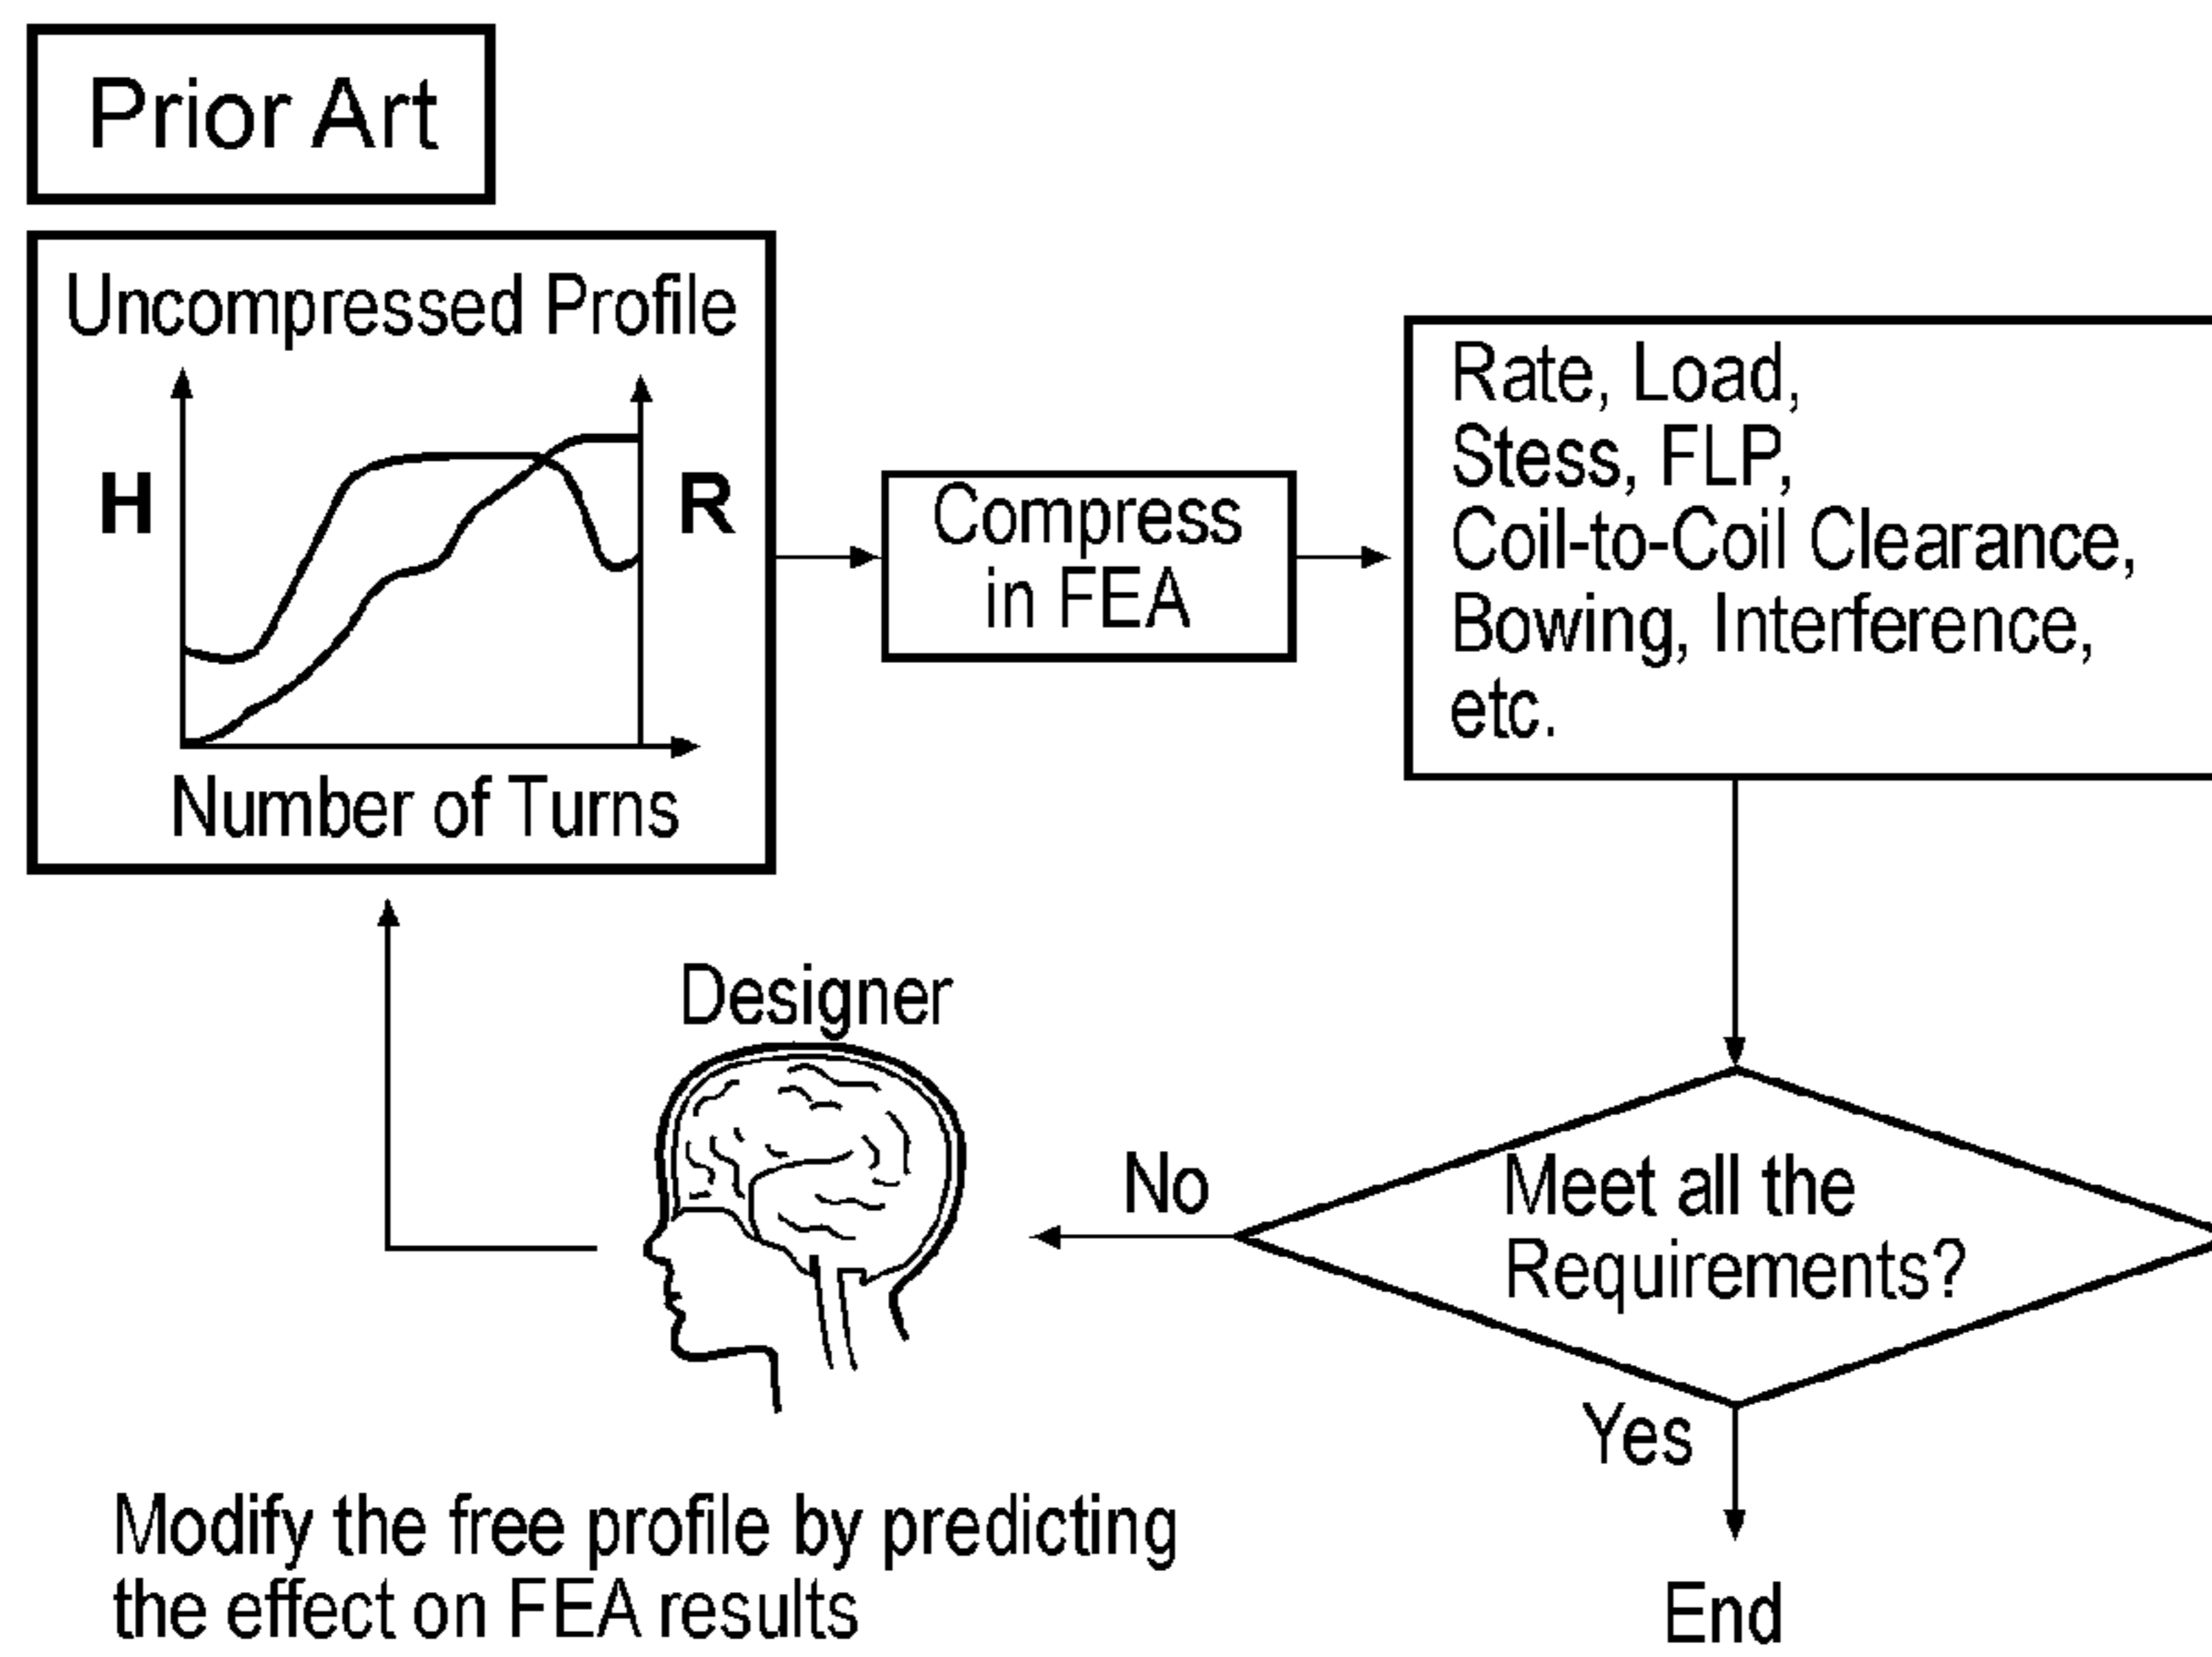 Prior Art
Uncompressed Profile
H
R
Number of Turns
Compress
in FEA
Rate, Load,
Stess, FLP,
Coil-to-Coil Clearance,
Bowing, Interference,
etc.
Meet all the
Requirements?
No
Yes
End
Designer
Modify the free profile by predicting
the effect on FEA results